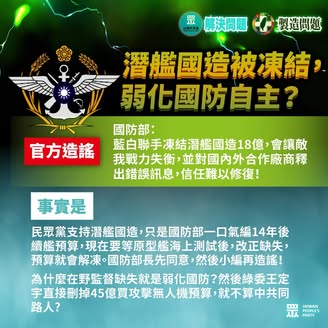 眾 解決問題 製造問題
潛艦國造被凍結，
弱化國防自主？
官方造謠
國防部：
藍白聯手凍結潛艦國造18億，會讓敵
我戰力失衡，並對國內外合作廠商釋
出錯誤訊息，信任難以修復！
事實是
民眾黨支持潛艦國造，只是國防部一口氣編14年後
續艦預算，現在要等原型艦海上測試後，改正缺失，
預算就會解凍。國防部長先同意，然後小編再造謠！
為什麼在野監督缺失就是弱化國防？然後綠委王定
宇直接刪掉45億買攻擊無人機預算，就不算中共同
路人？
眾 TAIWAN
PEOPLE'S
PARTY